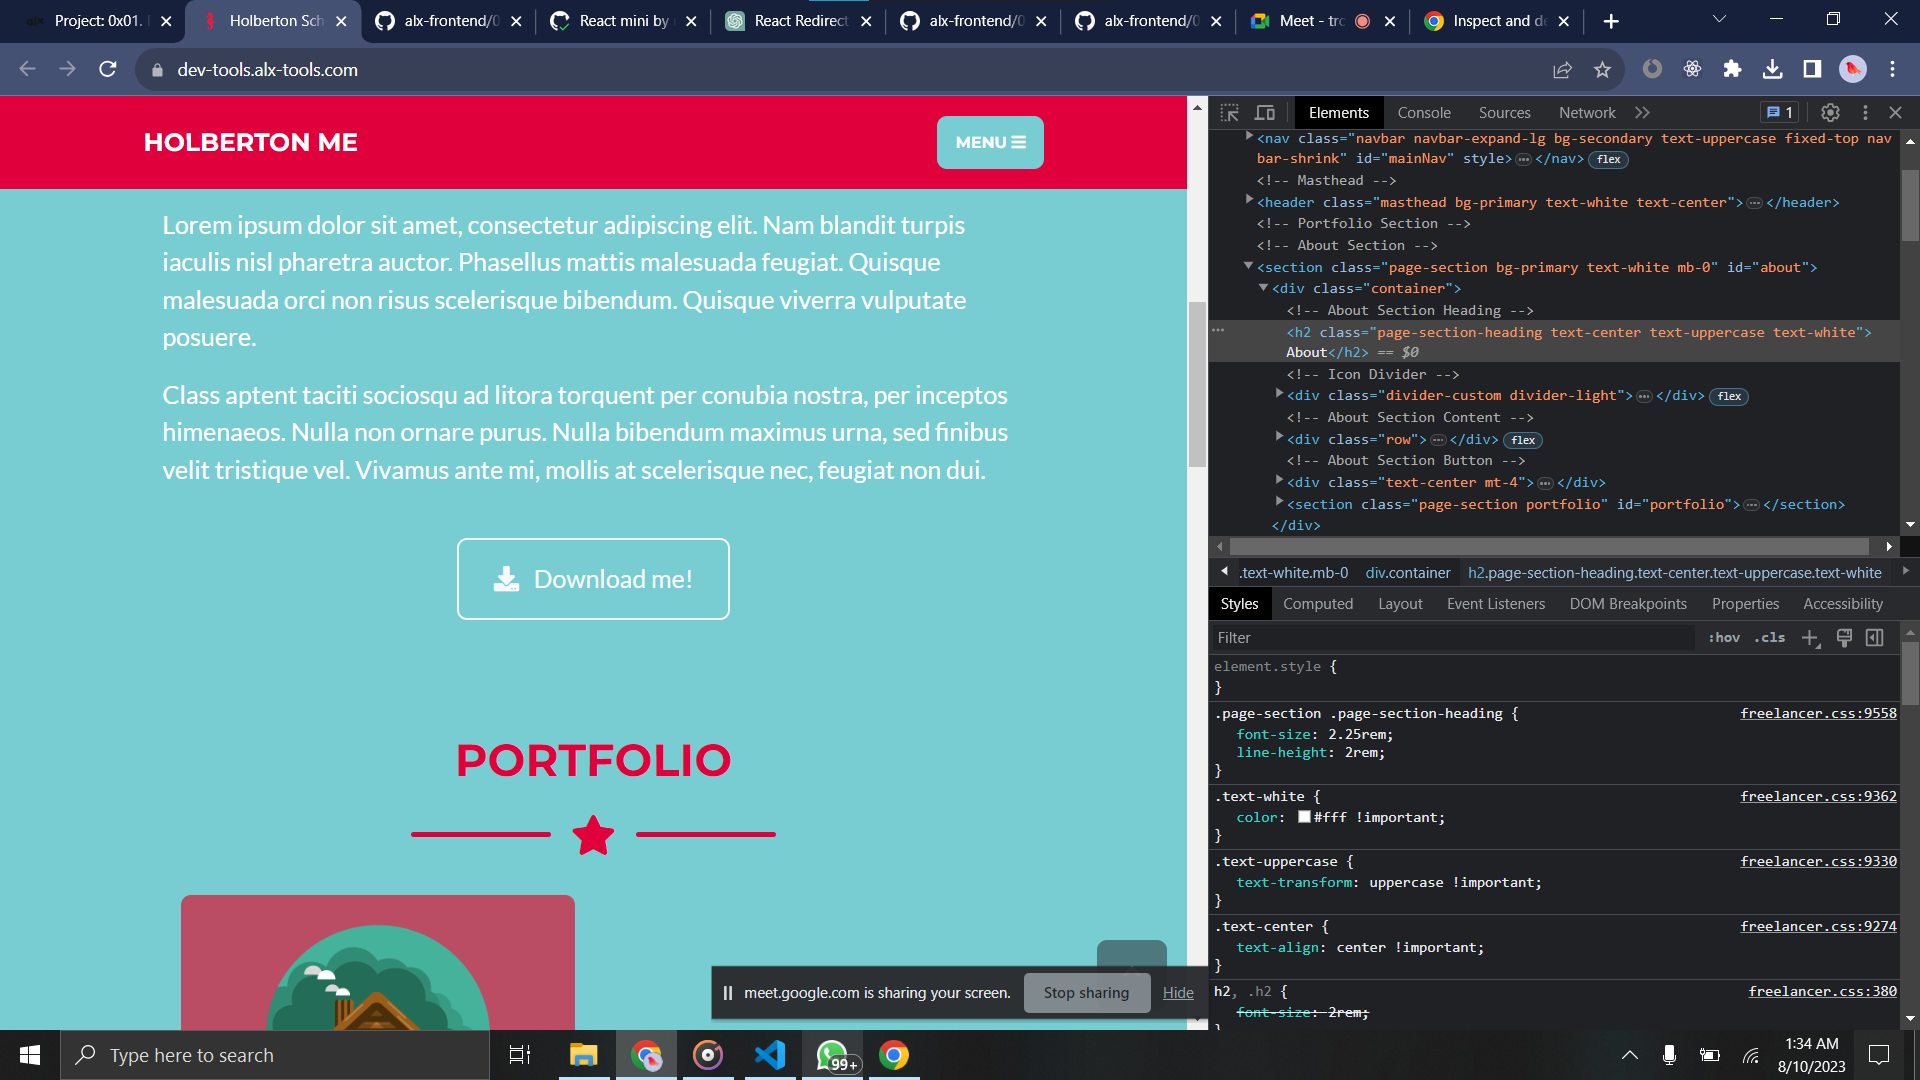 Project: 0x01.
Holberton Sch
alx-frontend/0
React mini by
React Redirect
alx-frontend/0
alx-frontend/0
Meet - tro
Inspect and de
dev-tools.alx-tools.com
HOLBERTON ME
MENU
Lorem ipsum dolor sit amet, consectetur adipiscing elit. Nam blandit turpis
iaculis nisl pharetra auctor. Phasellus mattis malesuada feugiat. Quisque
malesuada orci non risus scelerisque bibendum. Quisque viverra vulputate
posuere.
Class aptent taciti sociosqu ad litora torquent per conubia nostra, per inceptos
himenaeos. Nulla non ornare purus. Nulla bibendum maximus urna, sed finibus
velit tristique vel. Vivamus ante mi, mollis at scelerisque nec, feugiat non dui.
Download me!
PORTFOLIO
Elements Console Sources Network 1
<nav class="navbar navbar-expand-lg bg-secondary text-uppercase fixed-top nav
bar-shrink" id="mainNav" style>…</nav> flex
<!-- Masthead -->
<header class="masthead bg-primary text-white text-center">…</header>
<!-- Portfolio Section -->
<!-- About Section -->
<section class="page-section bg-primary text-white mb-0" id="about">
<div class="container">
<!-- About Section Heading -->
<h2 class="page-section-heading text-center text-uppercase text-white">
About</h2> == $0
<!-- Icon Divider -->
<div class="divider-custom divider-light">…</div> flex
<!-- About Section Content -->
<div class="row">…</div> flex
<!-- About Section Button -->
<div class="text-center mt-4">…</div>
<section class="page-section portfolio" id="portfolio">…</section>
</div>
.text-white.mb-0 div.container h2.page-section-heading.text-center.text-uppercase.text-white
Styles Computed Layout Event Listeners DOM Breakpoints Properties Accessibility
Filter :hov .cls
element.style {
}
.page-section .page-section-heading { freelancer.css:9558
font-size: 2.25rem;
line-height: 2rem;
}
.text-white { freelancer.css:9362
color: #fff !important;
}
.text-uppercase { freelancer.css:9330
text-transform: uppercase !important;
}
.text-center { freelancer.css:9274
text-align: center !important;
}
h2, .h2 { freelancer.css:380
font-size: 2rem;
meet.google.com is sharing your screen. Stop sharing Hide
Type here to search
99+
1:34 AM
8/10/2023